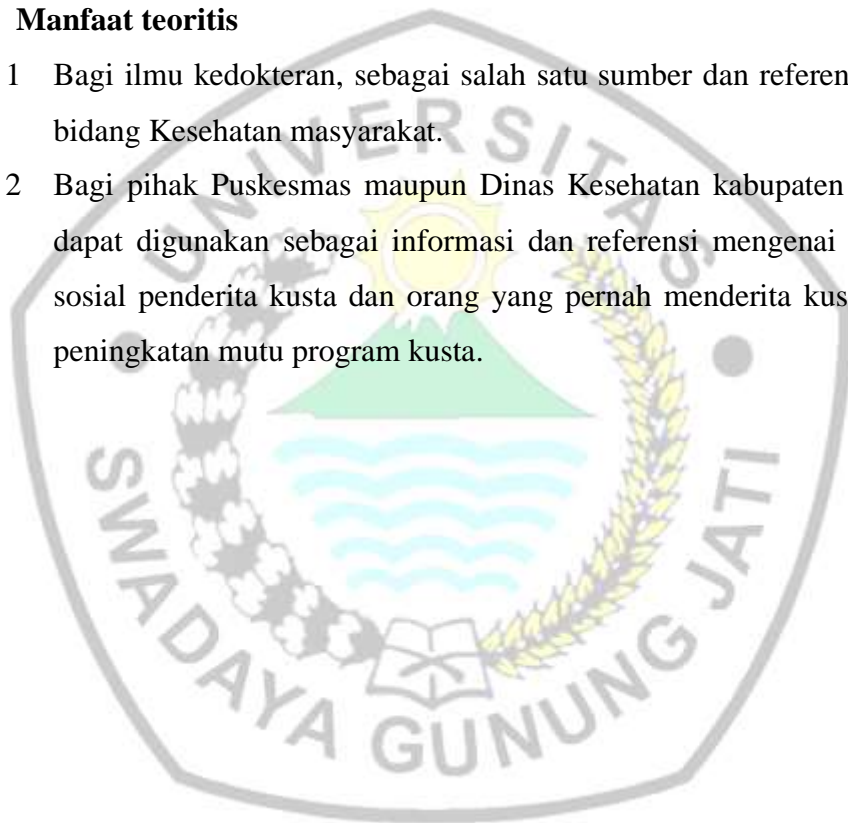 Manfaat teoritis
1 Bagi ilmu kedokteran, sebagai salah satu sumber dan referen
bidang Kesehatan masyarakat.
2 Bagi pihak Puskesmas maupun Dinas Kesehatan kabupaten
dapat digunakan sebagai informasi dan referensi mengenai
sosial penderita kusta dan orang yang pernah menderita kus
peningkatan mutu program kusta.
UNIVERSITAS
SWADAYA GUNUNG JATI